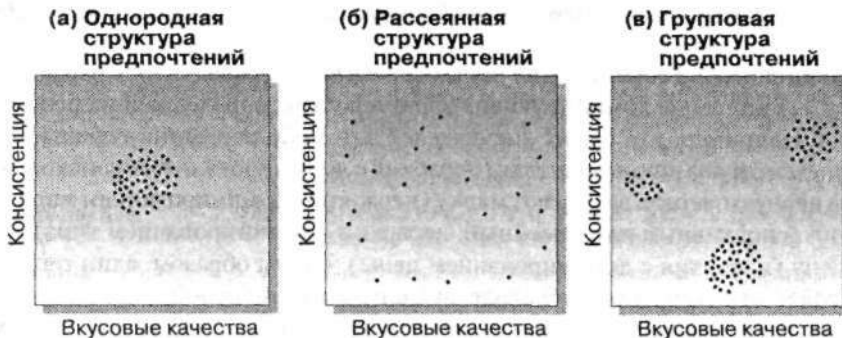 (а) Однородная
структура
предпочтений
Консистенция
Вкусовые качества
(б) Рассеянная
структура
предпочтений
Консистенция
Вкусовые качества
(в) Групповая
структура
предпочтений
Консистенция
Вкусовые качества